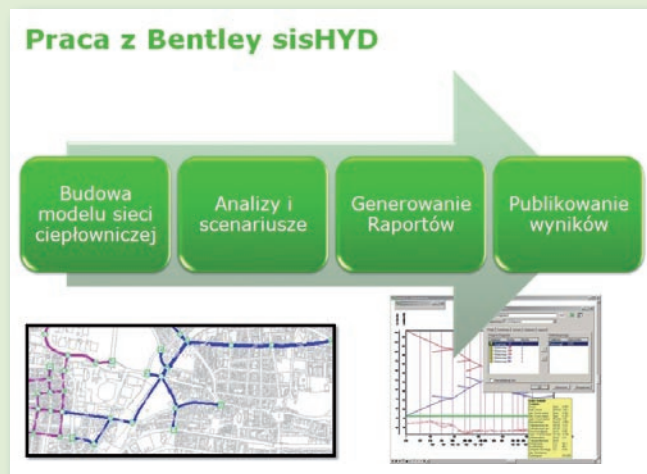 Praca z Bentley sisHYD
Budowa
modelu sieci
ciepłowniczej
Analizy i
scenariusze
Generowanie
Raportów
Publikowanie
wyników